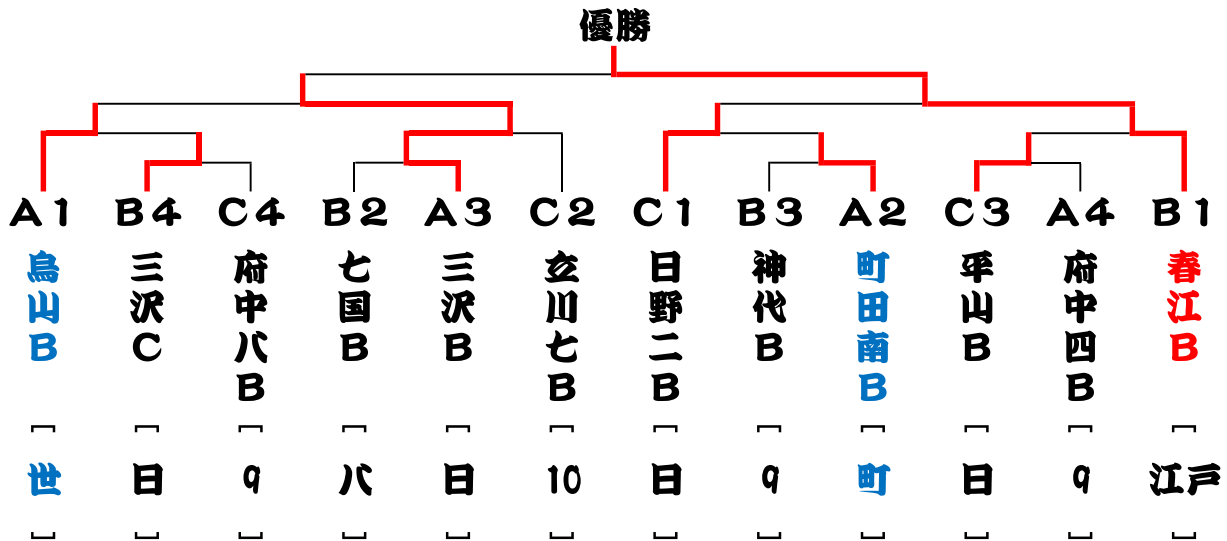 優勝
A1 B4 C4 B2 A3 C2 C1 B3 A2 C3 A4 B1
烏山B
三沢C
府中八B
七国B
三沢B
立川七B
日野二B
神代B
町田南B
平山B
府中四B
春江B
[世] [日] [9] [八] [日] [10] [日] [9] [町] [日] [9] [江戸]